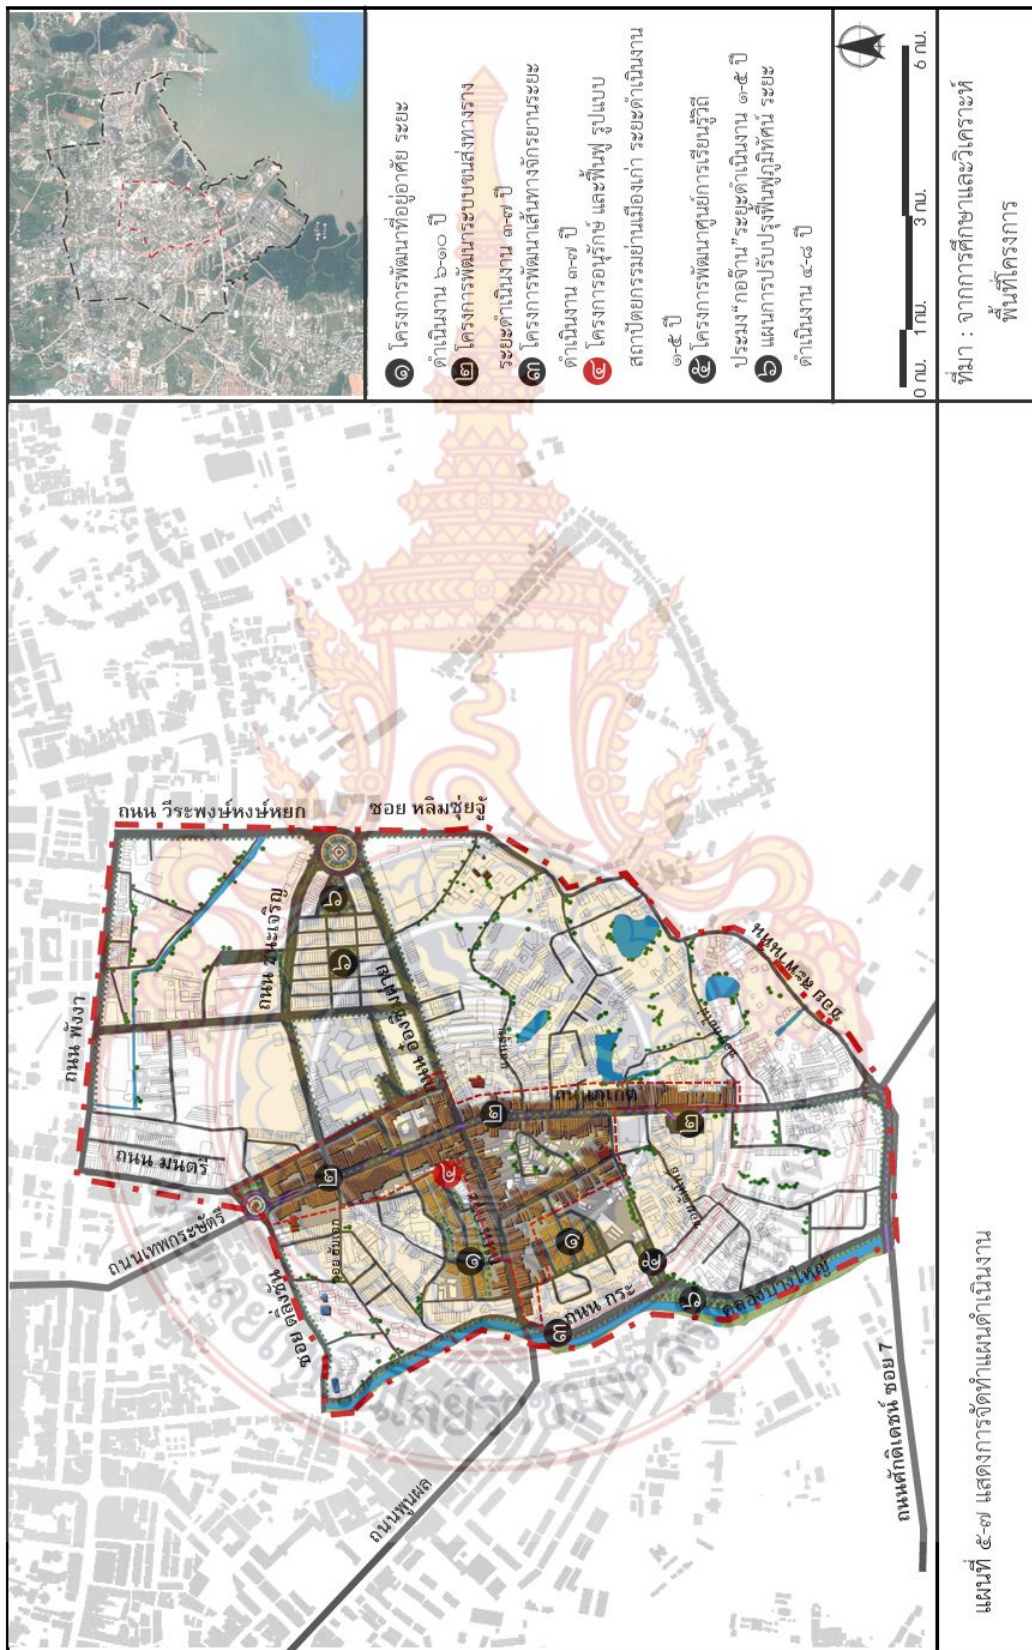 ๑ โครงการพัฒนาที่อยู่อาศัย ระยะ
ดำเนินงาน ๖-๑๐ ปี
๒ โครงการพัฒนาระบบขนส่งทางราง
ระยะดำเนินงาน ๓-๗ ปี
๓ โครงการพัฒนาเส้นทางจักรยานระยะ
ดำเนินงาน ๓-๗ ปี
๔ โครงการอนุรักษ์ และฟื้นฟู รูปแบบ
สถาปัตยกรรมย่านเมืองเก่า ระยะดำเนินงาน
๑-๕ ปี
๕ โครงการพัฒนาศูนย์การเรียนรู้วิถี
ประมง“กอจ๊าน”ระยะดำเนินงาน ๑-๕ ปี
๖ แผนการปรับปรุงฟื้นฟูภูมิทัศน์ ระยะ
ดำเนินงาน ๔-๘ ปี
0 กม. 1กม. 3 กม. 6 กม.
ที่มา : จากการศึกษาและวิเคราะห์
พื้นที่โครงการ
ถนน วีระพงษ์หงษ์หยก
ซอย หลิมซุ่ยจู้
ถนน พังงา
ถนน ชนะเจริญ
๖
๖
ถนน มนตรี
ถนนเทพกระษัตรี
๒
๔
๒
ถนนภูเก็ต
๒
๑
๑
ถนน กระ
๓
๕
๖
คลองบางใหญ่
ถนนพูนผล
ถนนศักดิเดชน์ ซอย 7
แผนที่ ๕-๗ แสดงการจัดทำแผนดำเนินงาน